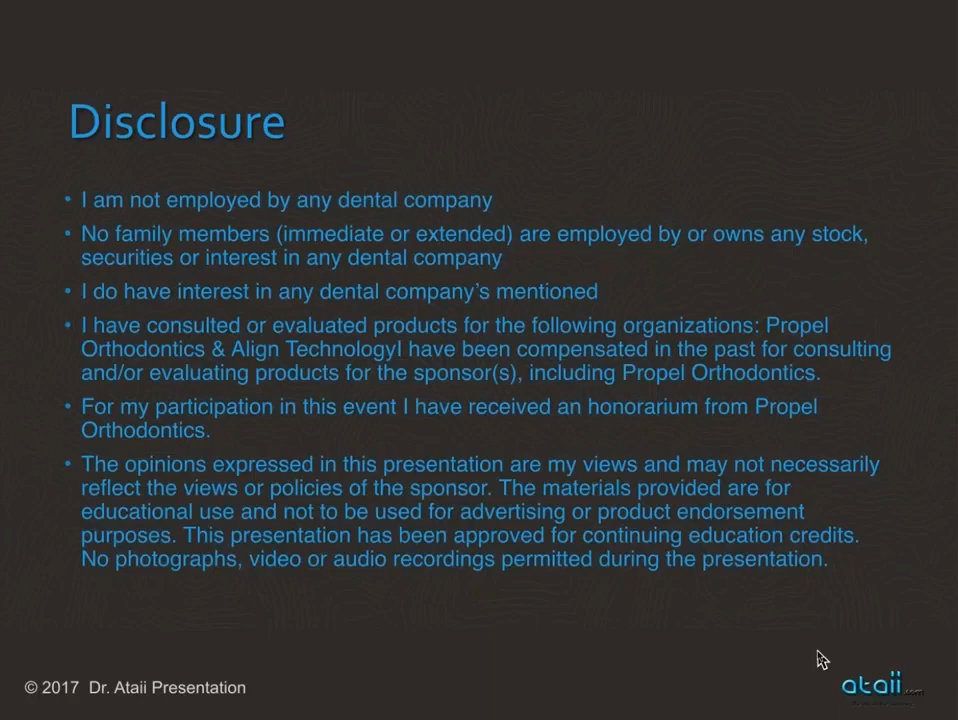 Disclosure
• I am not employed by any dental company
• No family members (immediate or extended) are employed by or owns any stock,
securities or interest in any dental company
• I do have interest in any dental company's mentioned
• I have consulted or evaluated products for the following organizations: Propel
Orthodontics & Align TechnologyI have been compensated in the past for consulting
and/or evaluating products for the sponsor(s), including Propel Orthodontics.
• For my participation in this event I have received an honorarium from Propel
Orthodontics.
• The opinions expressed in this presentation are my views and may not necessarily
reflect the views or policies of the sponsor. The materials provided are for
educational use and not to be used for advertising or product endorsement
purposes. This presentation has been approved for continuing education credits.
No photographs, video or audio recordings permitted during the presentation.
© 2017 Dr. Ataii Presentation
ataii.com